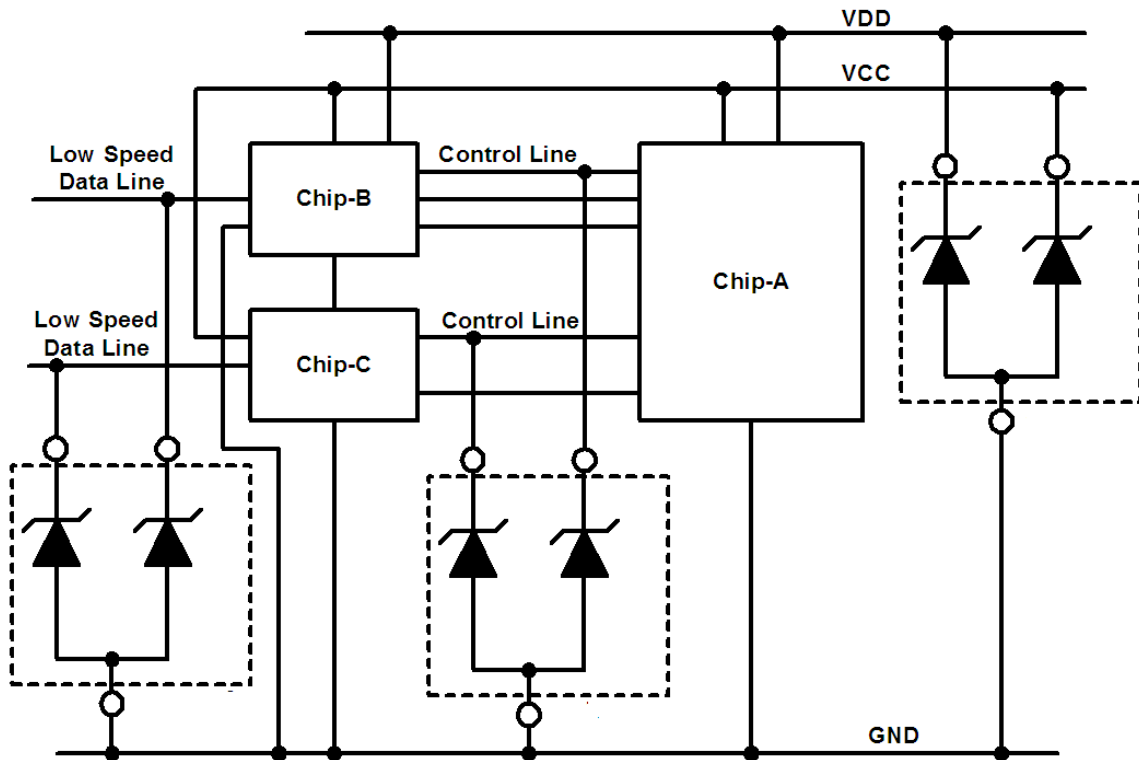 VDD
VCC
Low Speed
Data Line
Control Line
Chip-B
Chip-A
Low Speed
Data Line
Control Line
Chip-C
GND